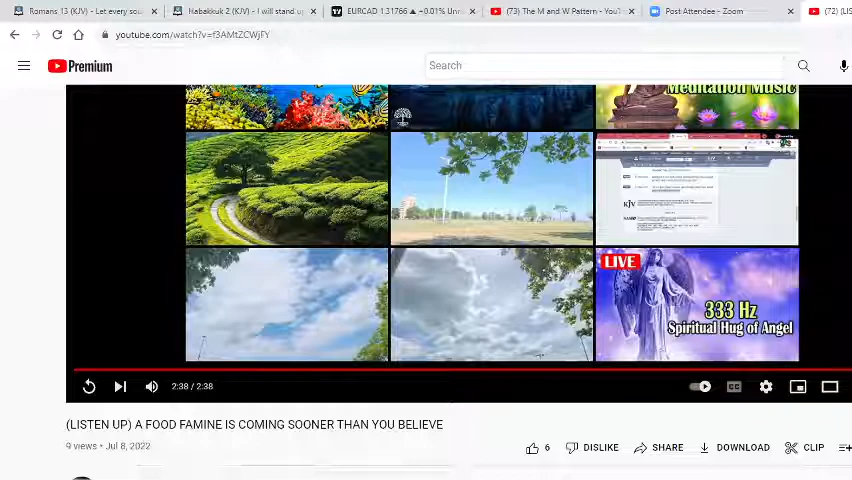 Romans 13 (KJV) - Let every sou
Habakkuk 2 (KJV) - I will stand up
EURCAD 1.31766 ▲ +0.01% Unn
(73) The M and W Pattern - YouT
Post Attendee - Zoom
(72) (LIS
youtube.com/watch?v=f3AMtZCWjFY
Premium
Search
Meditation Music
KJV
LIVE
333 Hz
Spiritual Hug of Angel
2:38 / 2:38
CC
(LISTEN UP) A FOOD FAMINE IS COMING SOONER THAN YOU BELIEVE
9 views • Jul 8, 2022
6
DISLIKE
SHARE
DOWNLOAD
CLIP